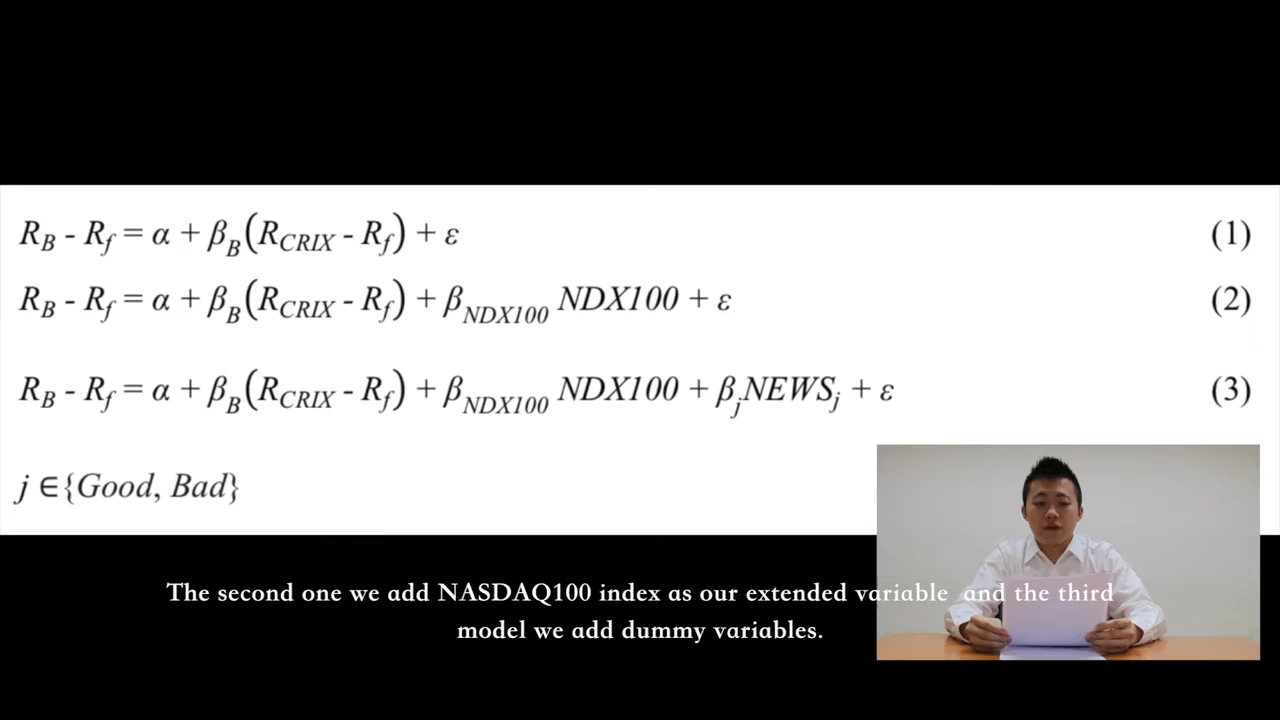 R_B - R_f = α + β_B(R_CRIX - R_f) + ε (1)
R_B - R_f = α + β_B(R_CRIX - R_f) + β_NDX100 NDX100 + ε (2)
R_B - R_f = α + β_B(R_CRIX - R_f) + β_NDX100 NDX100 + β_jNEWS_j + ε (3)
j ∈{Good, Bad}
The second one we add NASDAQ100 index as our extended variable and the third
model we add dummy variables.